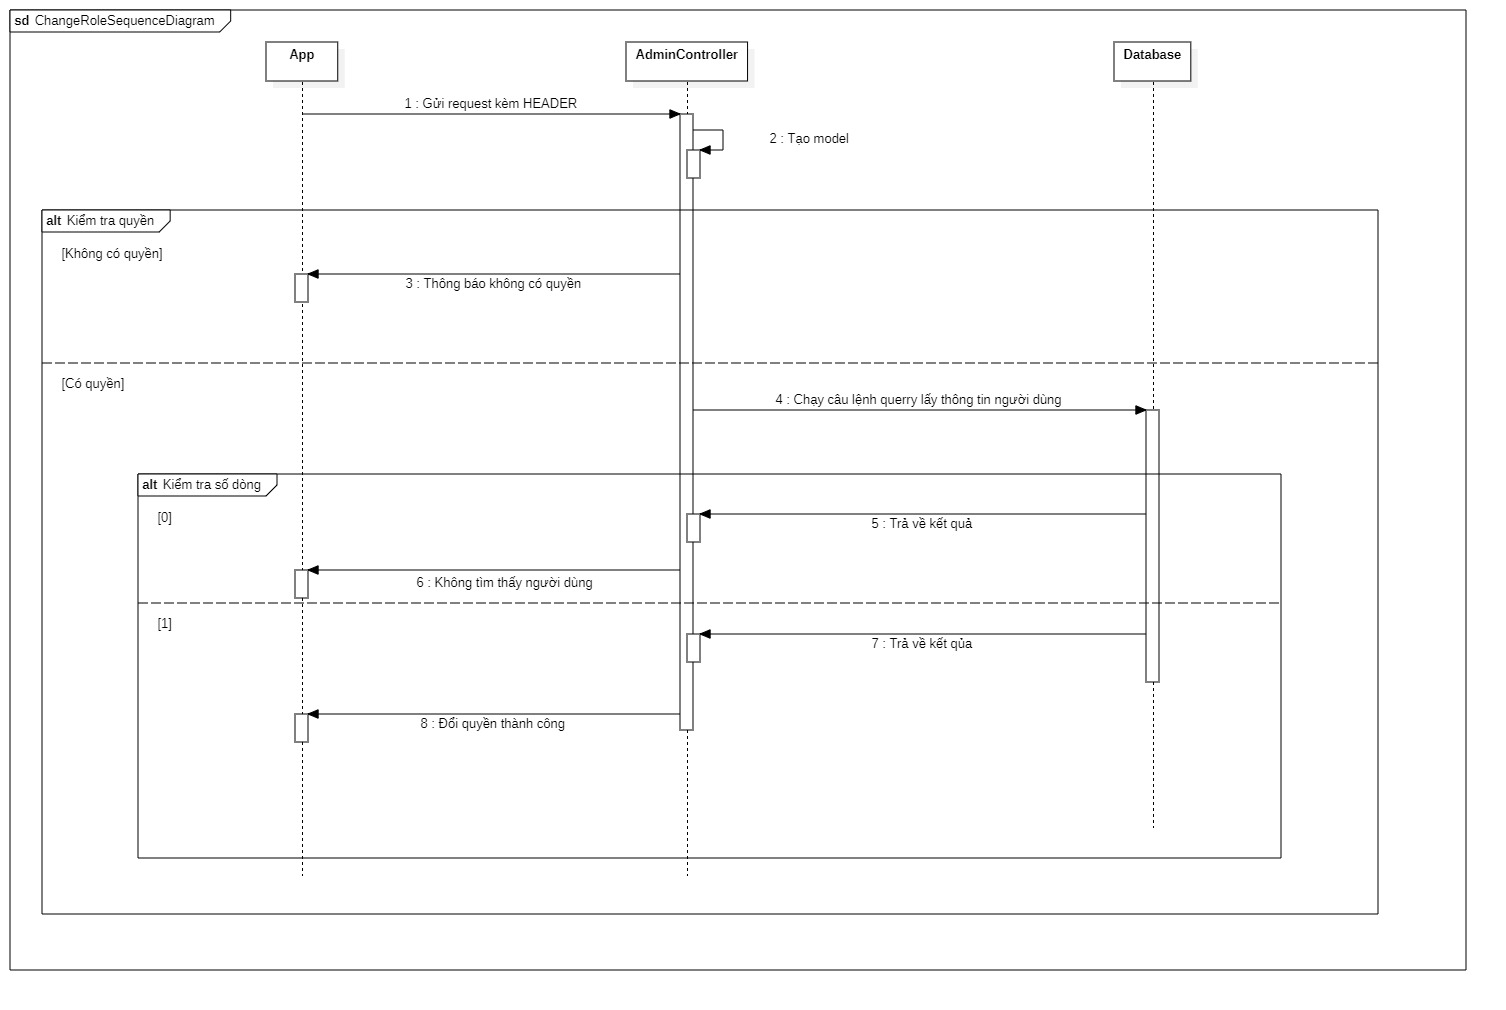 sd ChangeRoleSequenceDiagram
App
AdminController
Database
1 : Gửi request kèm HEADER
2 : Tạo model
alt Kiểm tra quyền
[Không có quyền]
3 : Thông báo không có quyền
[Có quyền]
4 : Chạy câu lệnh querry lấy thông tin người dùng
alt Kiểm tra số dòng
[0]
5 : Trả về kết quả
6 : Không tìm thấy người dùng
[1]
7 : Trả về kết qủa
8 : Đổi quyền thành công